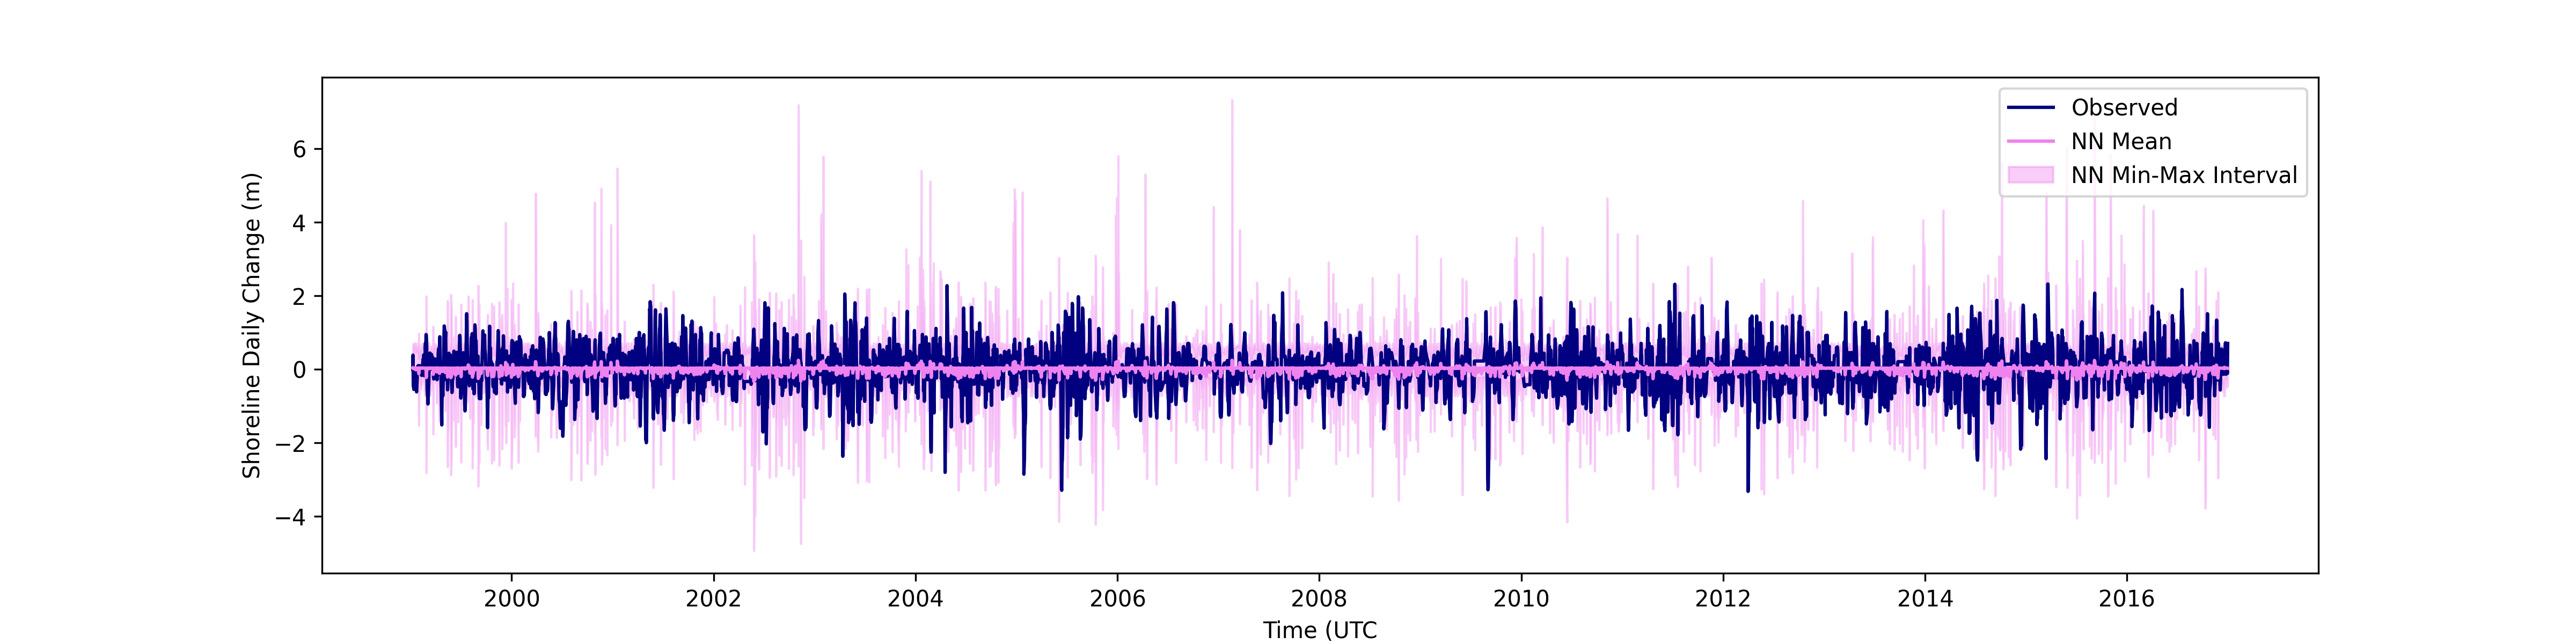 Observed
NN Mean
NN Min-Max Interval
Shoreline Daily Change (m)
6
4
2
0
−2
−4
2000 2002 2004 2006 2008 2010 2012 2014 2016
Time (UTC